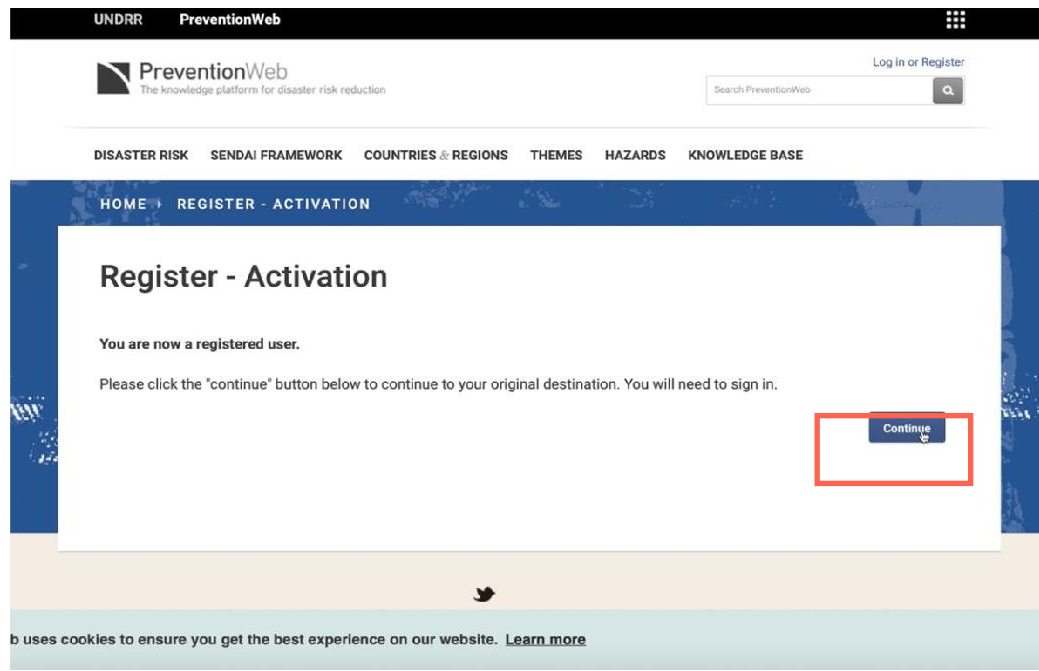 UNDRR PreventionWeb
Log in or Register
PreventionWeb
The knowledge platform for disaster risk reduction
Search PreventionWeb
DISASTER RISK SENDAI FRAMEWORK COUNTRIES & REGIONS THEMES HAZARDS KNOWLEDGE BASE
HOME › REGISTER - ACTIVATION
Register - Activation
You are now a registered user.
Please click the "continue" button below to continue to your original destination. You will need to sign in.
Continue
b uses cookies to ensure you get the best experience on our website. Learn more